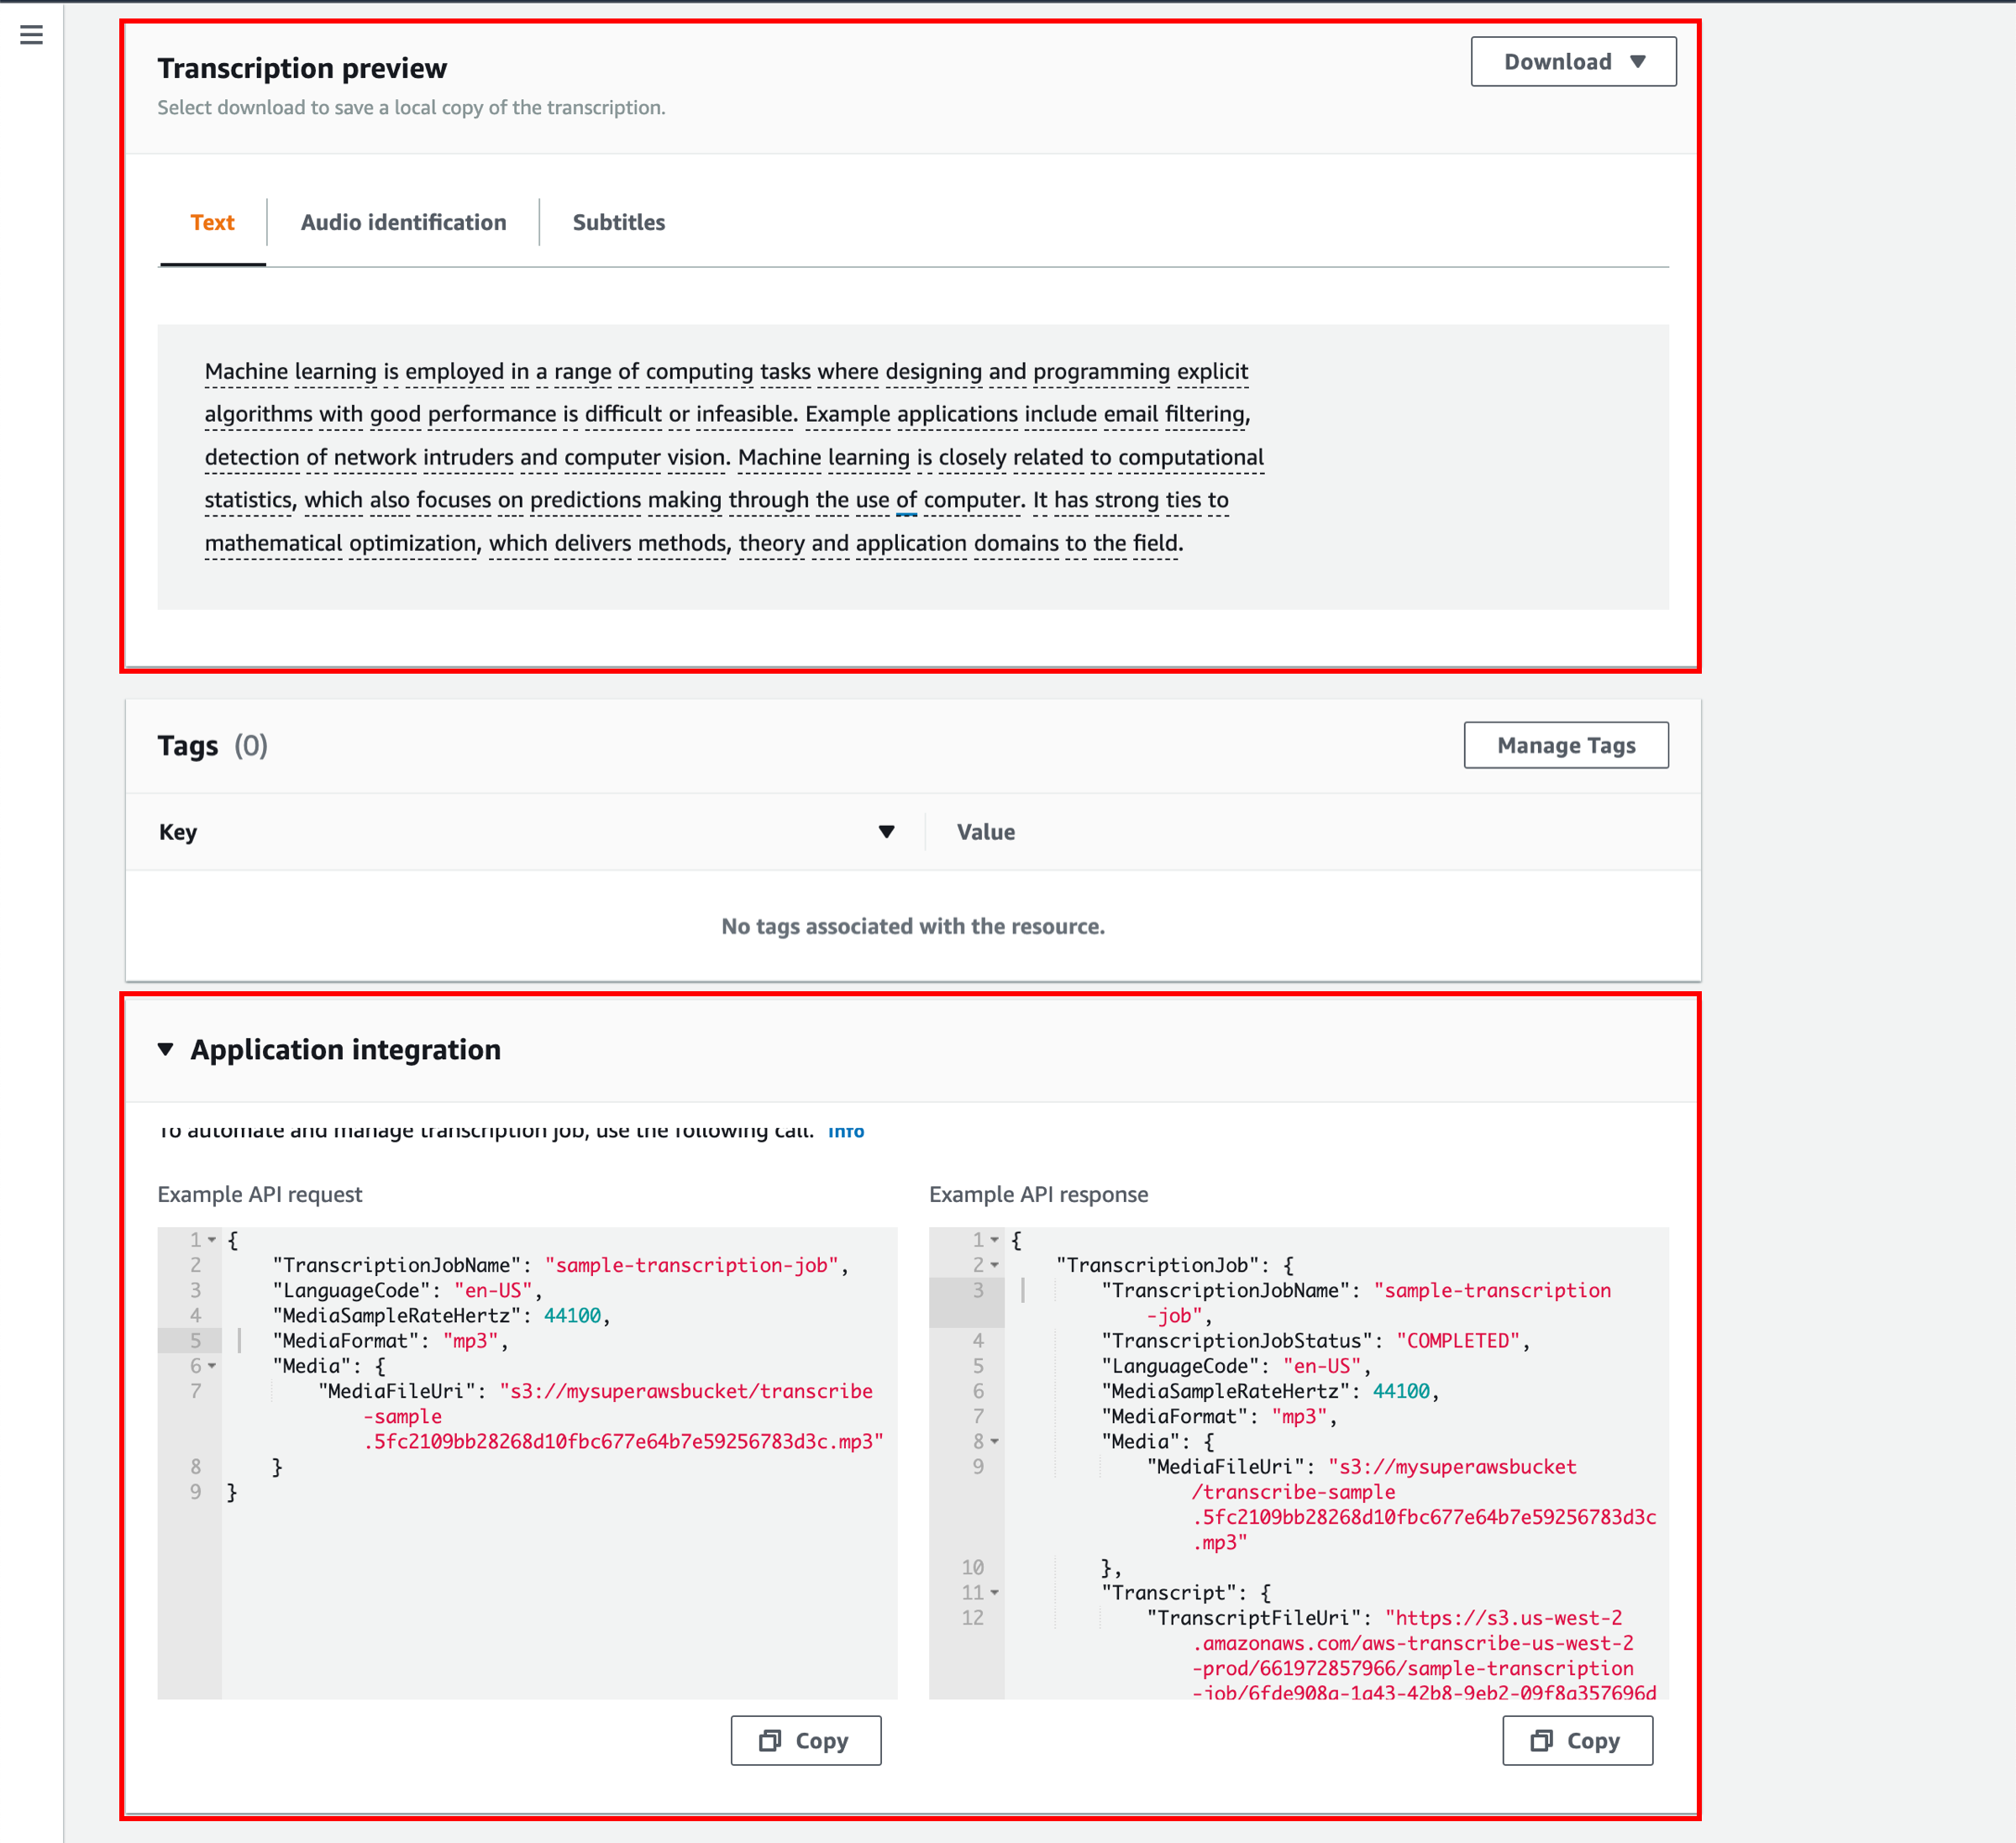 Transcription preview
Download
Select download to save a local copy of the transcription.
Text
Audio identification
Subtitles
Machine learning is employed in a range of computing tasks where designing and programming explicit
algorithms with good performance is difficult or infeasible. Example applications include email filtering,
detection of network intruders and computer vision. Machine learning is closely related to computational
statistics, which also focuses on predictions making through the use of computer. It has strong ties to
mathematical optimization, which delivers methods, theory and application domains to the field.
Tags (0)
Manage Tags
Key
Value
No tags associated with the resource.
Application integration
To automate and manage transcription job, use the following call. Info
Example API request
1 {
2 "TranscriptionJobName": "sample-transcription-job",
3 "LanguageCode": "en-US",
4 "MediaSampleRateHertz": 44100,
5 "MediaFormat": "mp3",
6 "Media": {
7 "MediaFileUri": "s3://mysuperawsbucket/transcribe
-sample
.5fc2109bb28268d10fbc677e64b7e59256783d3c.mp3"
8 }
9 }
Copy
Example API response
1 {
2 "TranscriptionJob": {
3 "TranscriptionJobName": "sample-transcription
-job",
4 "TranscriptionJobStatus": "COMPLETED",
5 "LanguageCode": "en-US",
6 "MediaSampleRateHertz": 44100,
7 "MediaFormat": "mp3",
8 "Media": {
9 "MediaFileUri": "s3://mysuperawsbucket
/transcribe-sample
.5fc2109bb28268d10fbc677e64b7e59256783d3c
.mp3"
10 },
11 "Transcript": {
12 "TranscriptFileUri": "https://s3.us-west-2
.amazonaws.com/aws-transcribe-us-west-2
-prod/661972857966/sample-transcription
-job/6fde908a-1a43-42b8-9eb2-09f8a357696d
Copy